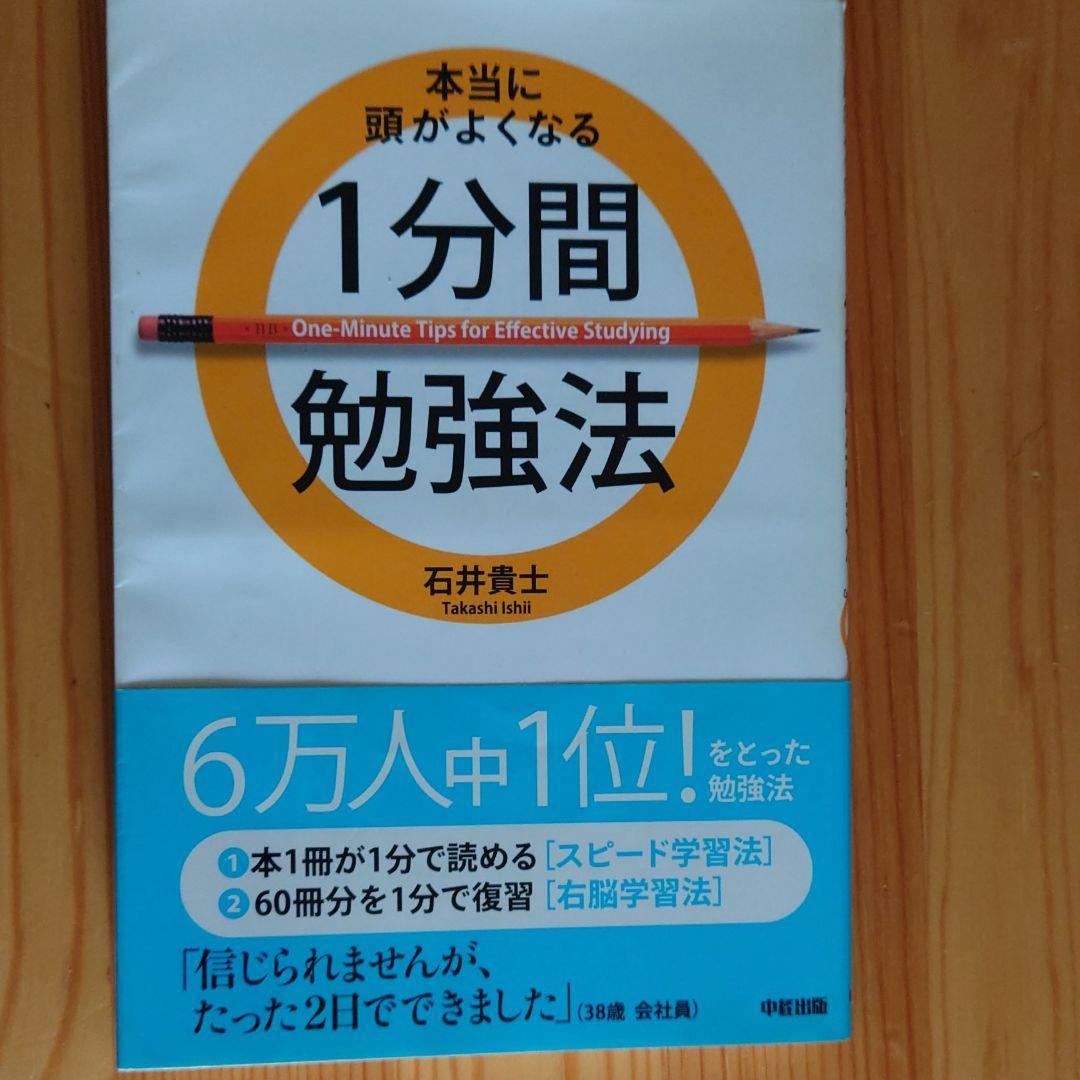 本当に
頭がよくなる
1分間
HB One-Minute Tips for Effective Studying
勉強法
石井貴士
Takashi Ishii
6万人中1位!をとった勉強法
❶本1冊が1分で読める[スピード学習法]
❷60冊分を1分で復習[右脳学習法]
「信じられませんが、
たった2日でできました」(38歳 会社員)
中経出版